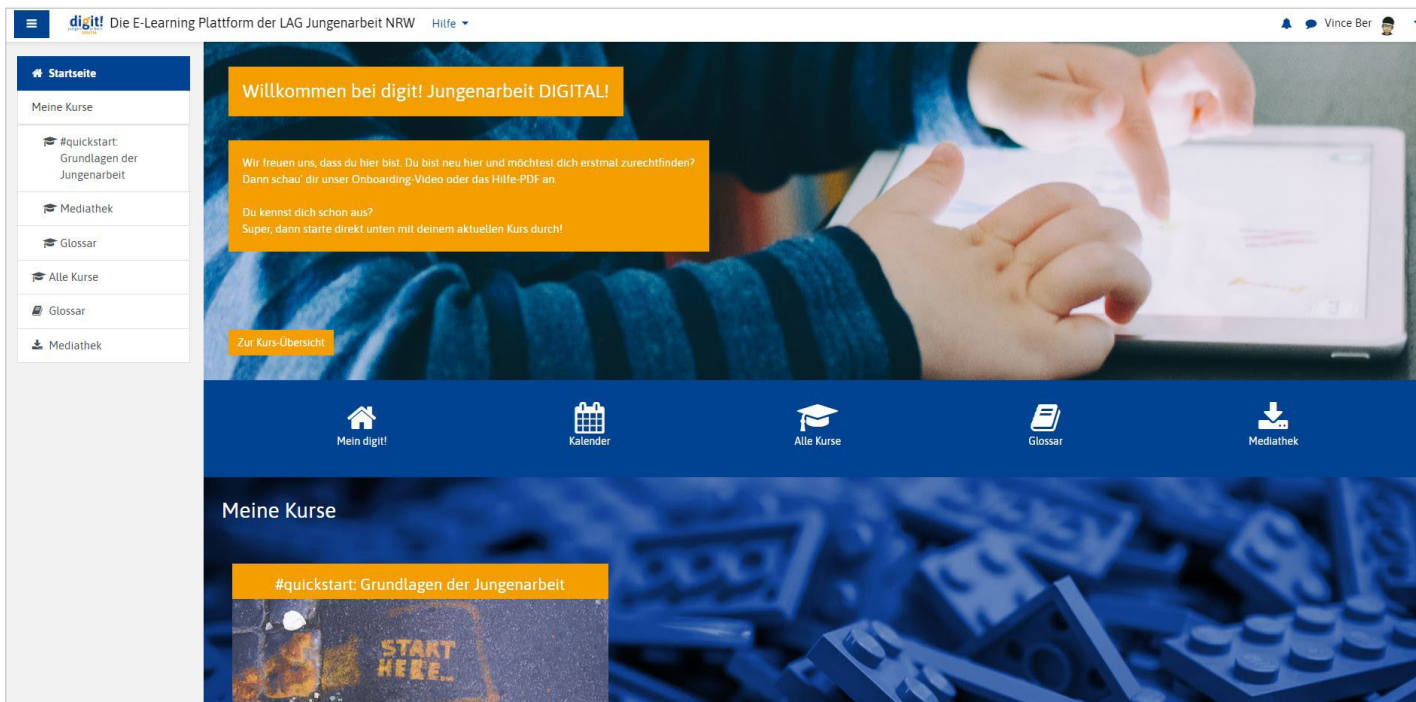 digit! Die E-Learning Plattform der LAG Jungenarbeit NRW Hilfe
Vince Ber
Startseite
Meine Kurse
#quickstart:
Grundlagen der
Jungenarbeit
Mediathek
Glossar
Alle Kurse
Glossar
Mediathek
Willkommen bei digit! Jungenarbeit DIGITAL!
Wir freuen uns, dass du hier bist. Du bist neu hier und möchtest dich erstmal zurechtfinden?
Dann schau' dir unser Onboarding-Video oder das Hilfe-PDF an.
Du kennst dich schon aus?
Super, dann starte direkt unten mit deinem aktuellen Kurs durch!
Zur Kurs-Übersicht
Mein digit!
Kalender
Alle Kurse
Glossar
Mediathek
Meine Kurse
#quickstart: Grundlagen der Jungenarbeit
START
HERE...